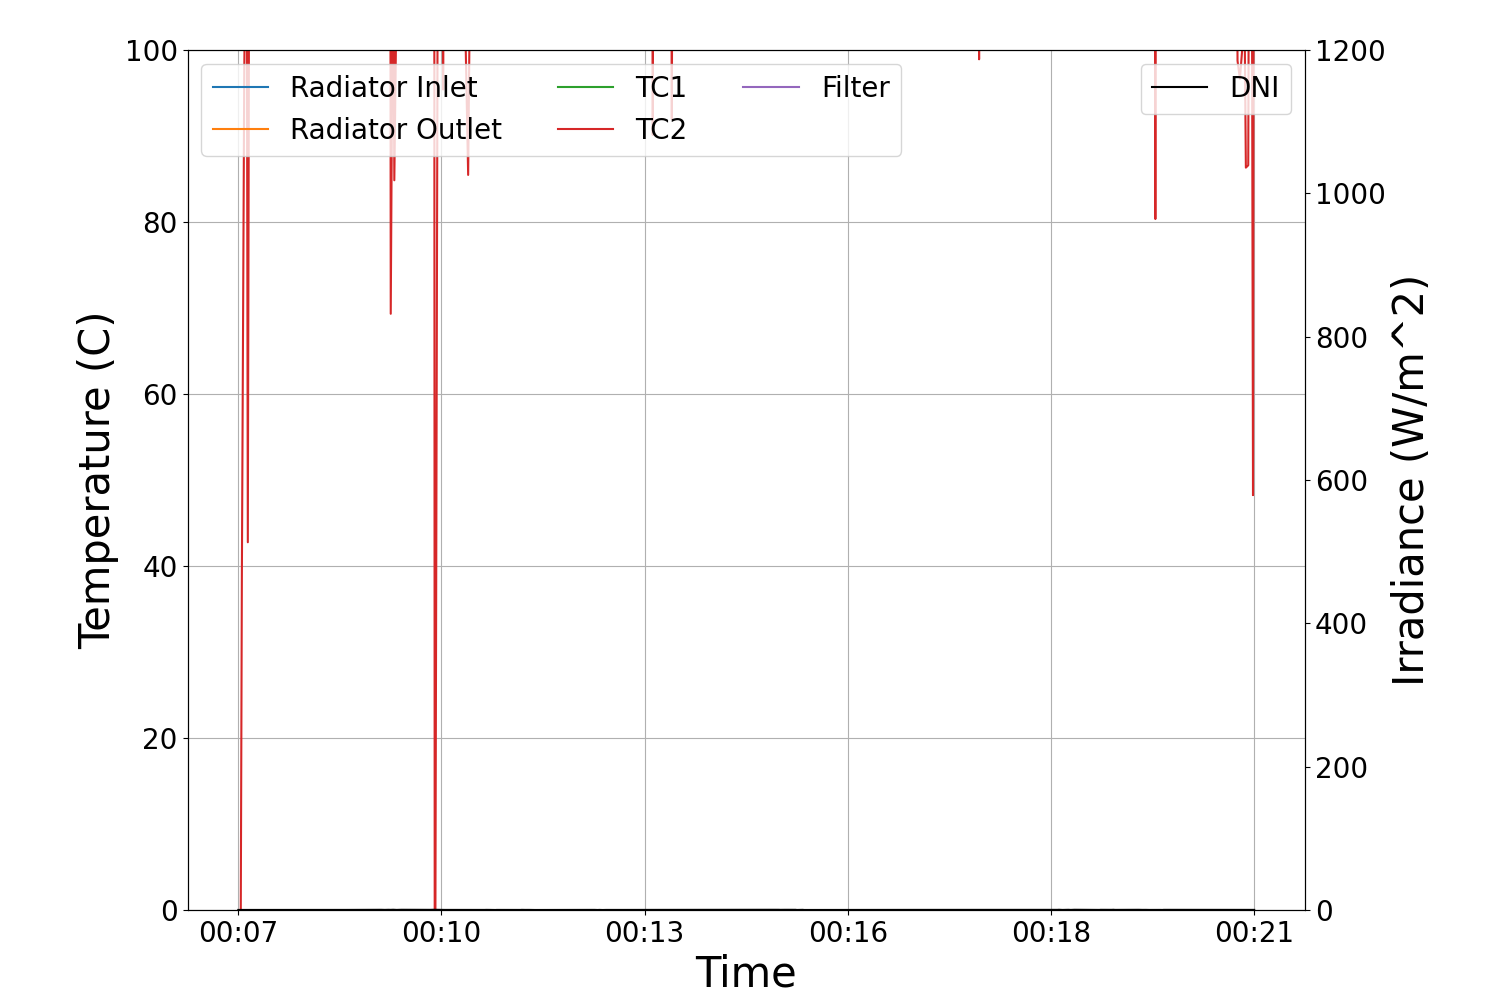 100
80
60
40
20
0
Temperature (C)
Radiator Inlet
Radiator Outlet
TC1
TC2
Filter
DNI
1200
1000
800
600
400
200
0
Irradiance (W/m^2)
00:07 00:10 00:13 00:16 00:18 00:21
Time